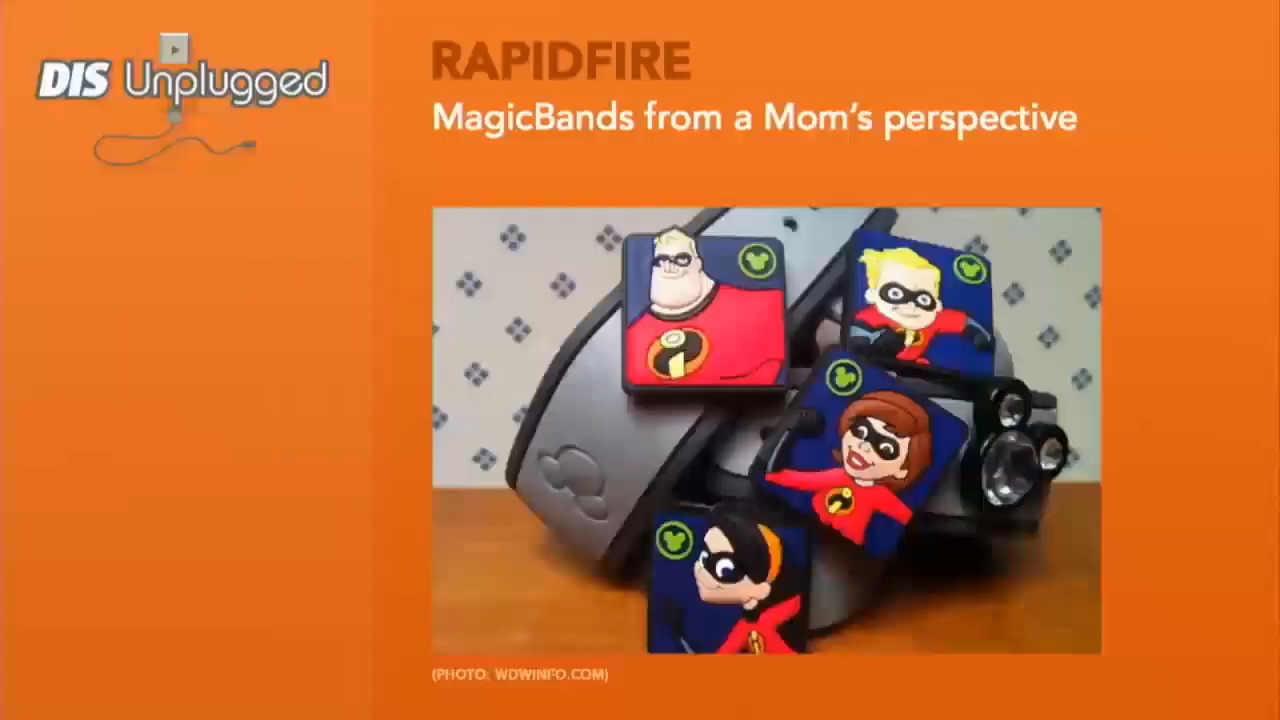 DIS Unplugged
RAPIDFIRE
MagicBands from a Mom's perspective
(PHOTO: WDWINFO.COM)